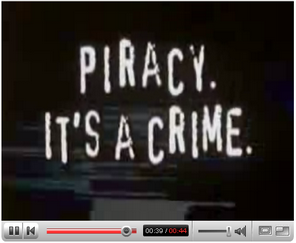 PIRACY.
IT'S A CRIME.
00:39 / 00:44